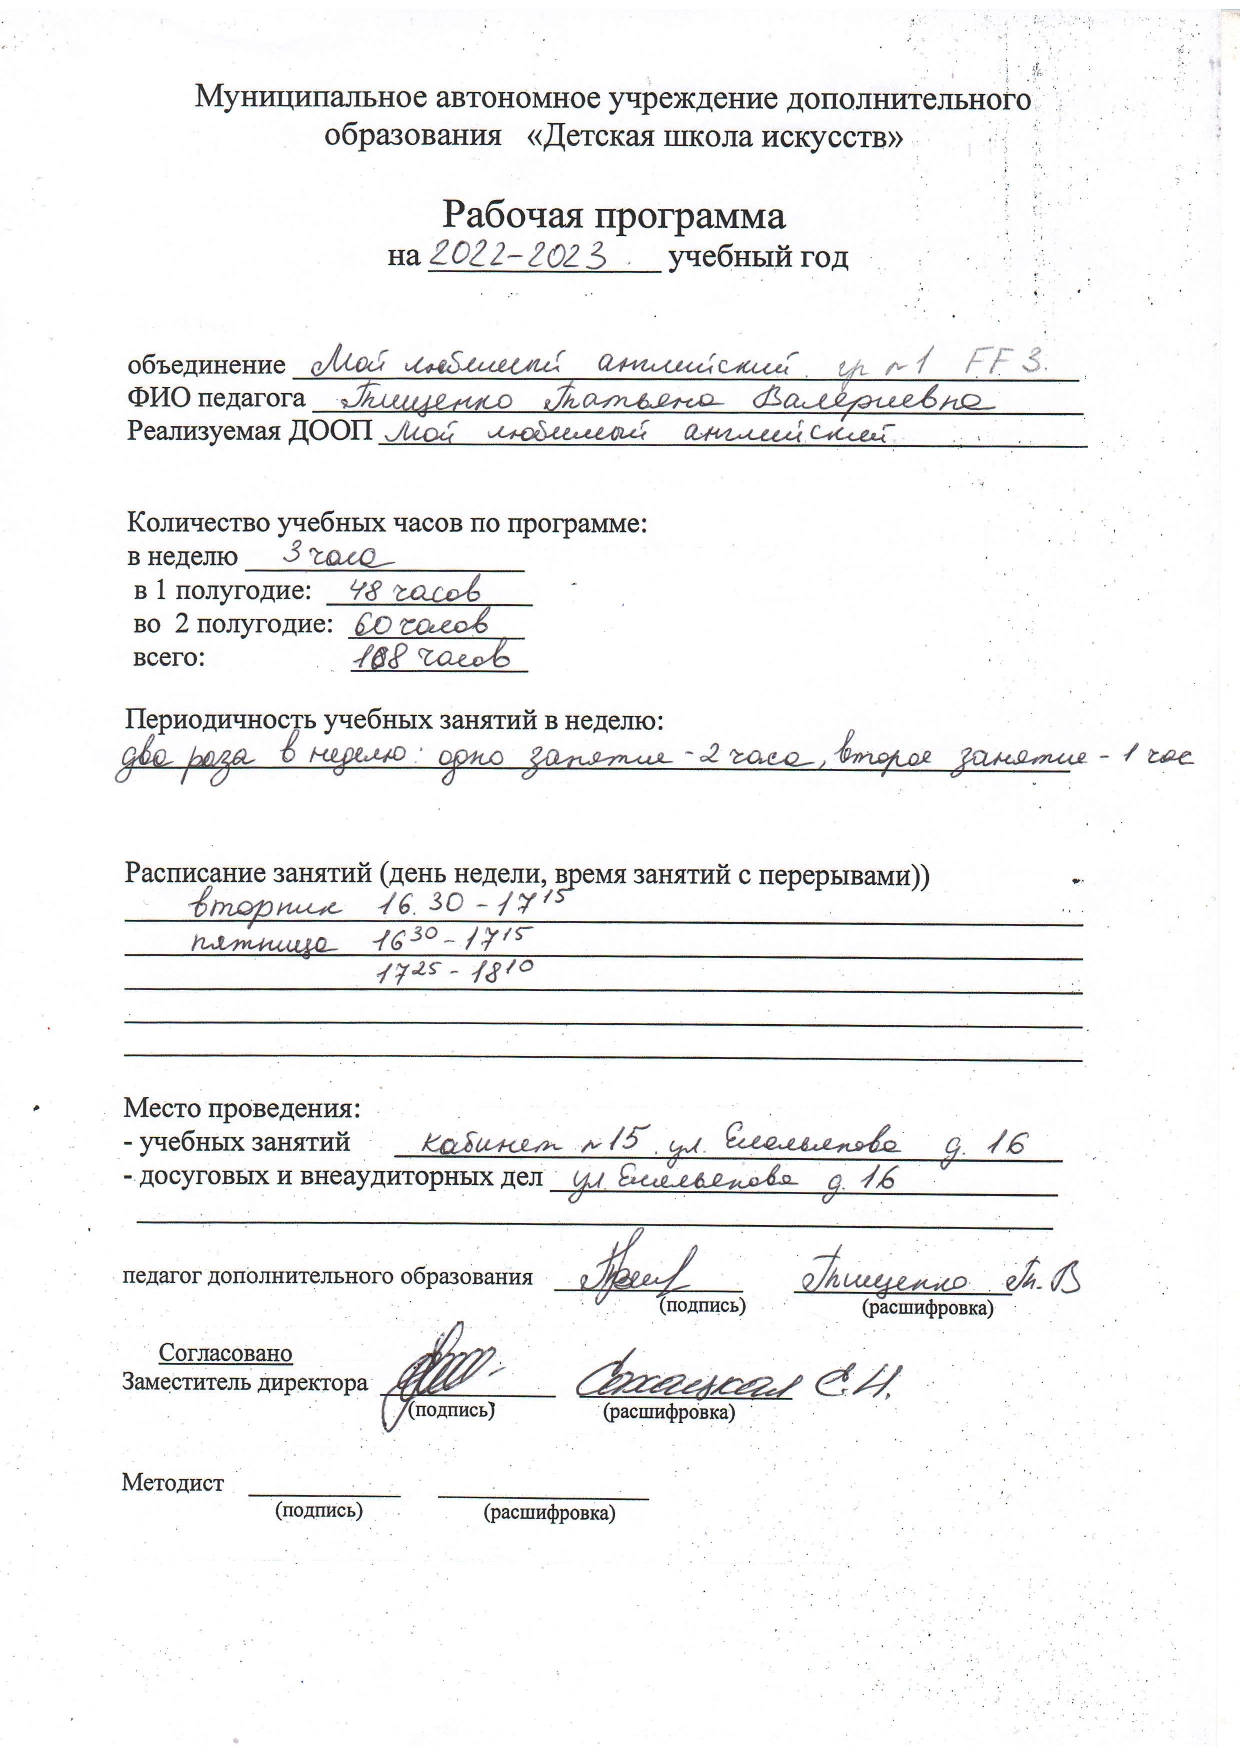 Муниципальное автономное учреждение дополнительного
образования «Детская школа искусств»
Рабочая программа
на 2022-2023 учебный год
объединение Мой любимый английский гр №1 FF 3.
ФИО педагога Тищенко Татьяна Валериевна
Реализуемая ДООП Мой любимый английский
Количество учебных часов по программе:
в неделю 3 часа
в 1 полугодие: 48 часов
во 2 полугодие: 60 часов
всего: 108 часов
Периодичность учебных занятий в неделю:
два раза в неделю: одно занятие - 2 часа, второе занятие - 1 час
Расписание занятий (день недели, время занятий с перерывами))
вторник 16.30 - 17 15
пятница 16 30 - 17 15
17 25 - 18 10
Место проведения:
- учебных занятий кабинет №15. ул. Емельянова д. 16
- досуговых и внеаудиторных дел ул. Емельянова д. 16
педагог дополнительного образования Тищенко Т. В
(подпись) (расшифровка)
Согласовано
Заместитель директора Е.Н.
(подпись) (расшифровка)
Методист
(подпись) (расшифровка)